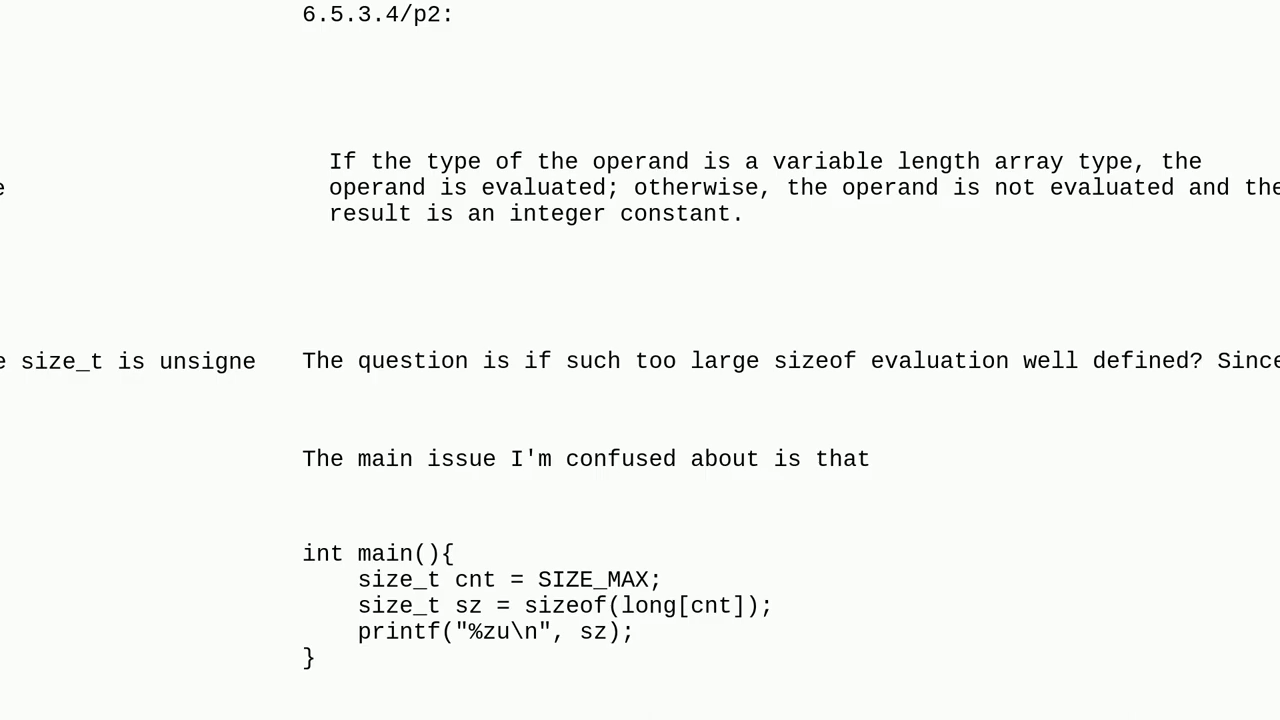 6.5.3.4/p2:
If the type of the operand is a variable length array type, the
e
operand is evaluated; otherwise, the operand is not evaluated and the
result is an integer constant.
e size_t is unsigne
The question is if such too large sizeof evaluation well defined? Since
The main issue I'm confused about is that
int main(){
    size_t cnt = SIZE_MAX;
    size_t sz = sizeof(long[cnt]);
    printf("%zu\n", sz);
}